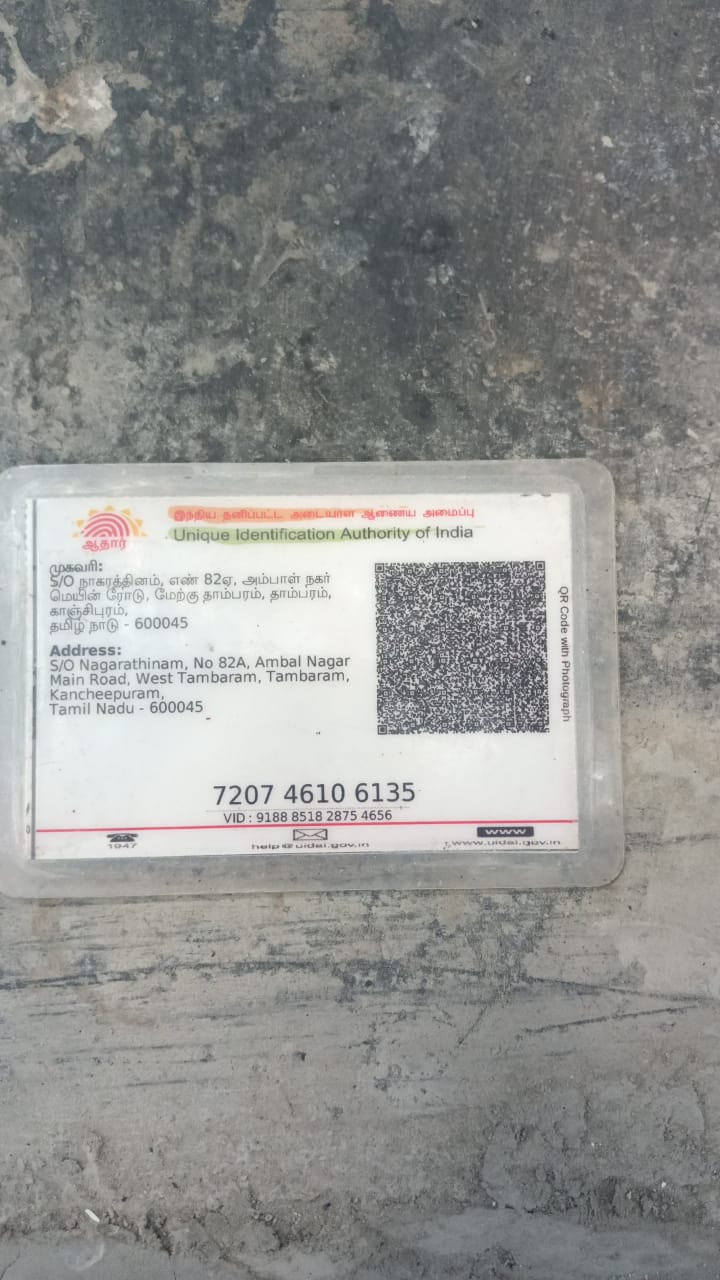 இந்திய தனிப்பட்ட அடையாள ஆணைய அமைப்பு
Unique Identification Authority of India
ஆதார்
முகவரி:
S/O நாகரத்தினம், எண் 82ஏ, அம்பாள் நகர்
மெயின் ரோடு, மேற்கு தாம்பரம், தாம்பரம்,
காஞ்சிபுரம்,
தமிழ் நாடு - 600045
Address:
S/O Nagarathinam, No 82A, Ambal Nagar
Main Road, West Tambaram, Tambaram,
Kancheepuram,
Tamil Nadu - 600045
QR Code with Photograph
7207 4610 6135
VID : 9188 8518 2875 4656
1947
help@uidai.gov.in
www
www.uidai.gov.in